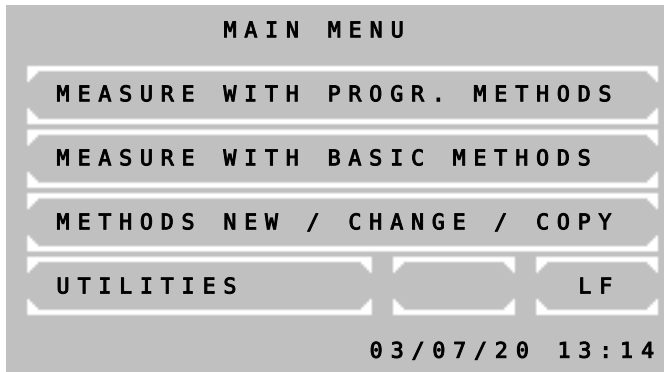 MAIN MENU
MEASURE WITH PROGR. METHODS
MEASURE WITH BASIC METHODS
METHODS NEW / CHANGE / COPY
UTILITIES LF
03/07/20 13:14